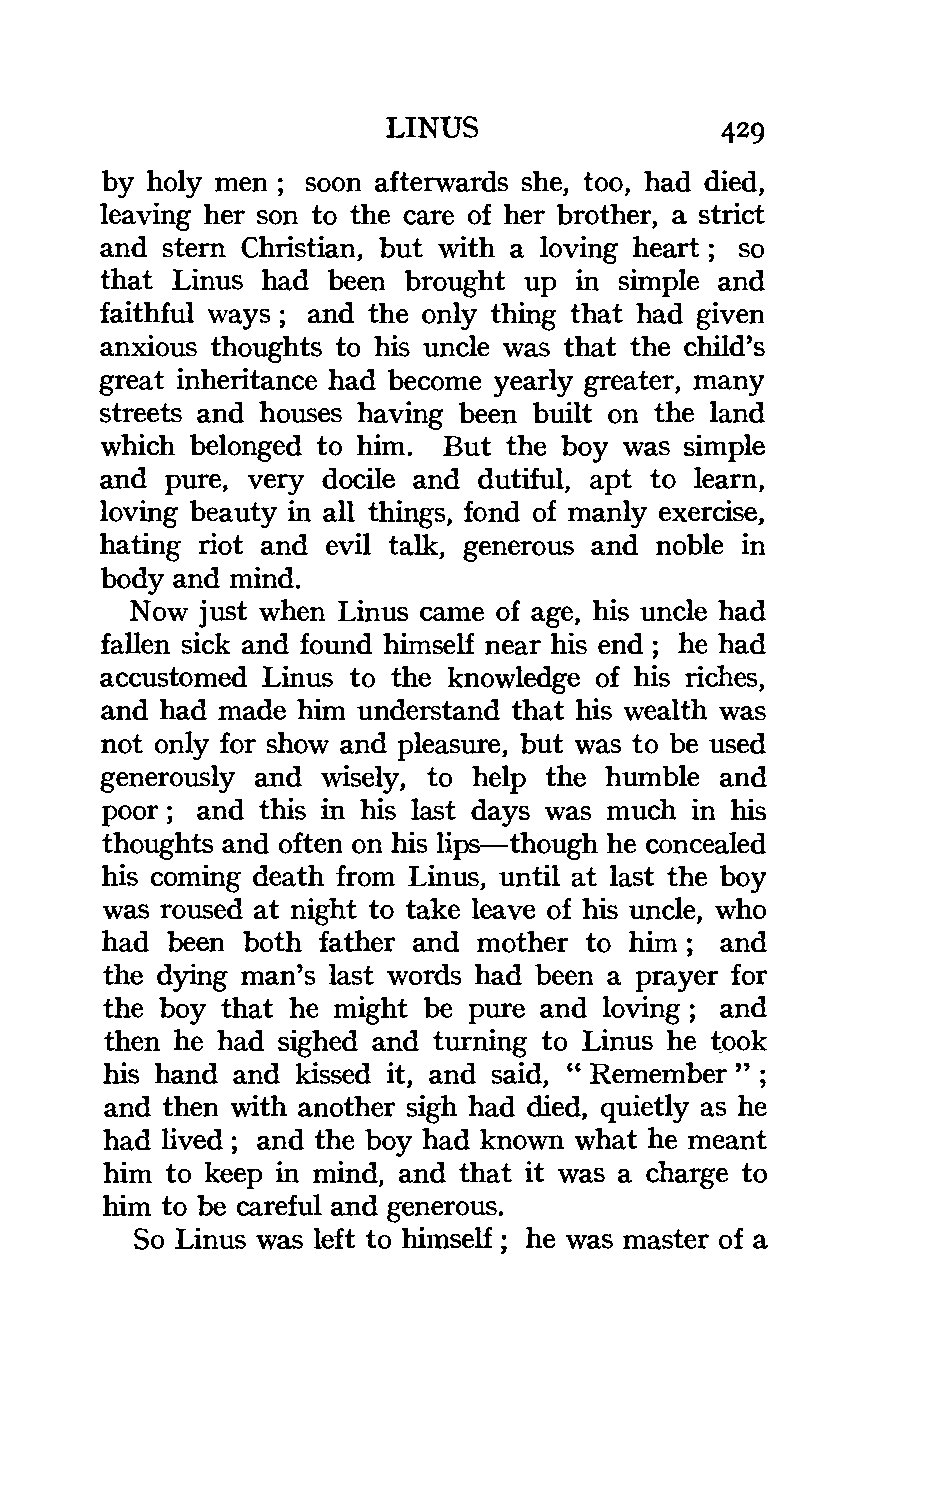 LINUS 429
by holy men ; soon afterwards she, too, had died,
leaving her son to the care of her brother, a strict
and stern Christian, but with a loving heart ; so
that Linus had been brought up in simple and
faithful ways ; and the only thing that had given
anxious thoughts to his uncle was that the child's
great inheritance had become yearly greater, many
streets and houses having been built on the land
which belonged to him. But the boy was simple
and pure, very docile and dutiful, apt to learn,
loving beauty in all things, fond of manly exercise,
hating riot and evil talk, generous and noble in
body and mind.
Now just when Linus came of age, his uncle had
fallen sick and found himself near his end ; he had
accustomed Linus to the knowledge of his riches,
and had made him understand that his wealth was
not only for show and pleasure, but was to be used
generously and wisely, to help the humble and
poor ; and this in his last days was much in his
thoughts and often on his lips—though he concealed
his coming death from Linus, until at last the boy
was roused at night to take leave of his uncle, who
had been both father and mother to him ; and
the dying man's last words had been a prayer for
the boy that he might be pure and loving ; and
then he had sighed and turning to Linus he took
his hand and kissed it, and said, “ Remember ” ;
and then with another sigh had died, quietly as he
had lived ; and the boy had known what he meant
him to keep in mind, and that it was a charge to
him to be careful and generous.
So Linus was left to himself ; he was master of a